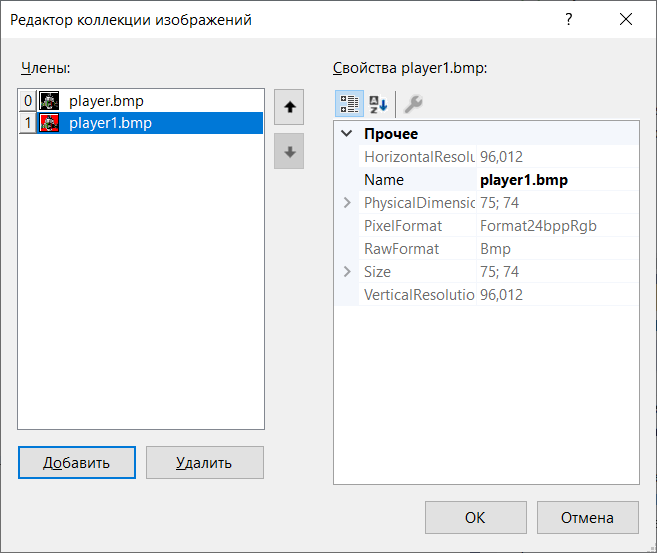 Редактор коллекции изображений
Члены:
0 player.bmp
1 player1.bmp
Добавить
Удалить
Свойства player1.bmp:
Прочее
HorizontalResolu 96,012
Name player1.bmp
PhysicalDimensic 75; 74
PixelFormat Format24bppRgb
RawFormat Bmp
Size 75; 74
VerticalResolutio 96,012
OK
Отмена